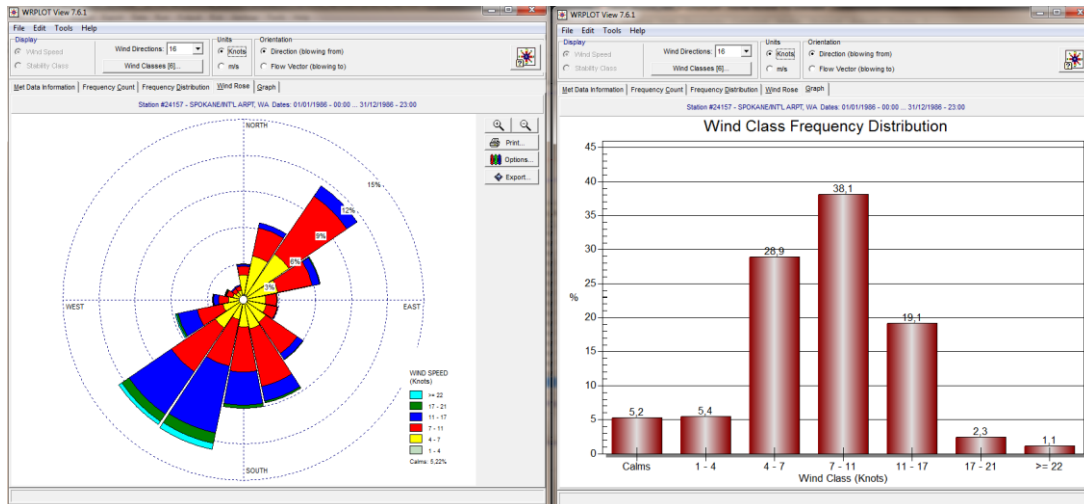 WRPLOT View 7.6.1
File Edit Tools Help
Display
Wind Speed
Stability Class
Wind Directions: 16
Wind Classes [6]...
Units
Knots
m/s
Orientation
Direction (blowing from)
Flow Vector (blowing to)
Met Data Information Frequency Count Frequency Distribution Wind Rose Graph
Station #24157 - SPOKANE/INT'L ARPT, WA Dates: 01/01/1986 - 00:00 ... 31/12/1986 - 23:00
NORTH
Print...
Options...
Export...
15%
12%
9%
6%
3%
WEST
EAST
SOUTH
WIND SPEED
(Knots)
>= 22
17 - 21
11 - 17
7 - 11
4 - 7
1 - 4
Calms: 5,22%
WRPLOT View 7.6.1
File Edit Tools Help
Display
Wind Speed
Stability Class
Wind Directions: 16
Wind Classes [6]...
Units
Knots
m/s
Orientation
Direction (blowing from)
Flow Vector (blowing to)
Met Data Information Frequency Count Frequency Distribution Wind Rose Graph
Station #24157 - SPOKANE/INT'L ARPT, WA Dates: 01/01/1986 - 00:00 ... 31/12/1986 - 23:00
Wind Class Frequency Distribution
45
40
35
30
25
%
20
15
10
5
0
5,2
5,4
28,9
38,1
19,1
2,3
1,1
Calms 1 - 4 4 - 7 7 - 11 11 - 17 17 - 21 >= 22
Wind Class (Knots)